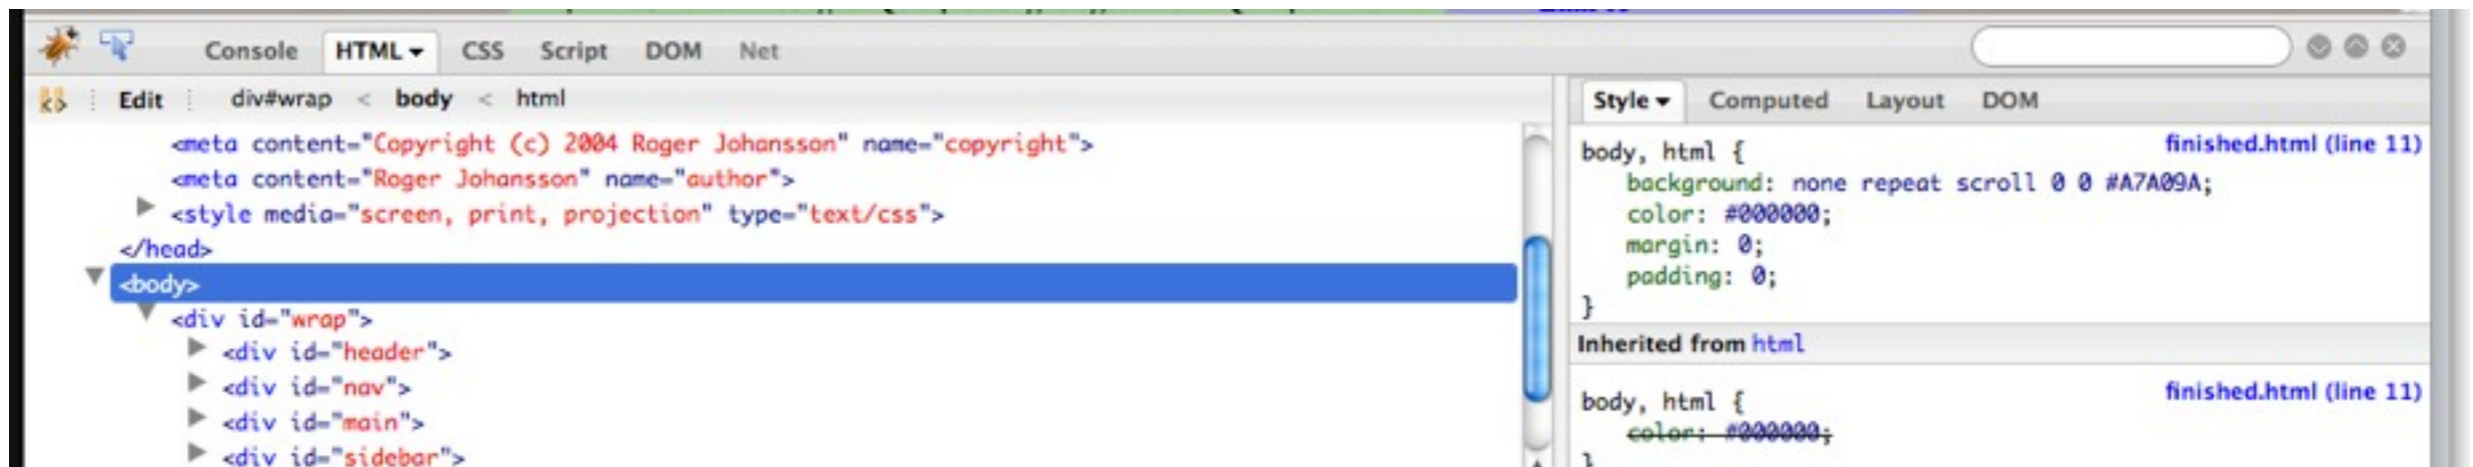 Console HTML CSS Script DOM Net
Edit div#wrap < body < html
<meta content="Copyright (c) 2004 Roger Johansson" name="copyright">
<meta content="Roger Johansson" name="author">
<style media="screen, print, projection" type="text/css">
</head>
<body>
<div id="wrap">
<div id="header">
<div id="nav">
<div id="main">
<div id="sidebar">
Style Computed Layout DOM
body, html { finished.html (line 11)
background: none repeat scroll 0 0 #A7A09A;
color: #000000;
margin: 0;
padding: 0;
}
Inherited from html
body, html { finished.html (line 11)
color: #000000;
}